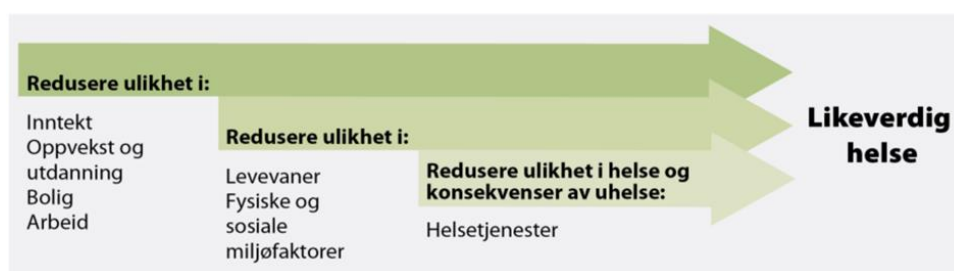 Redusere ulikhet i:
Inntekt
Oppvekst og
utdanning
Bolig
Arbeid
Redusere ulikhet i:
Levevaner
Fysiske og
sosiale
miljøfaktorer
Redusere ulikhet i helse og
konsekvenser av uhelse:
Helsetjenester
Likeverdig
helse